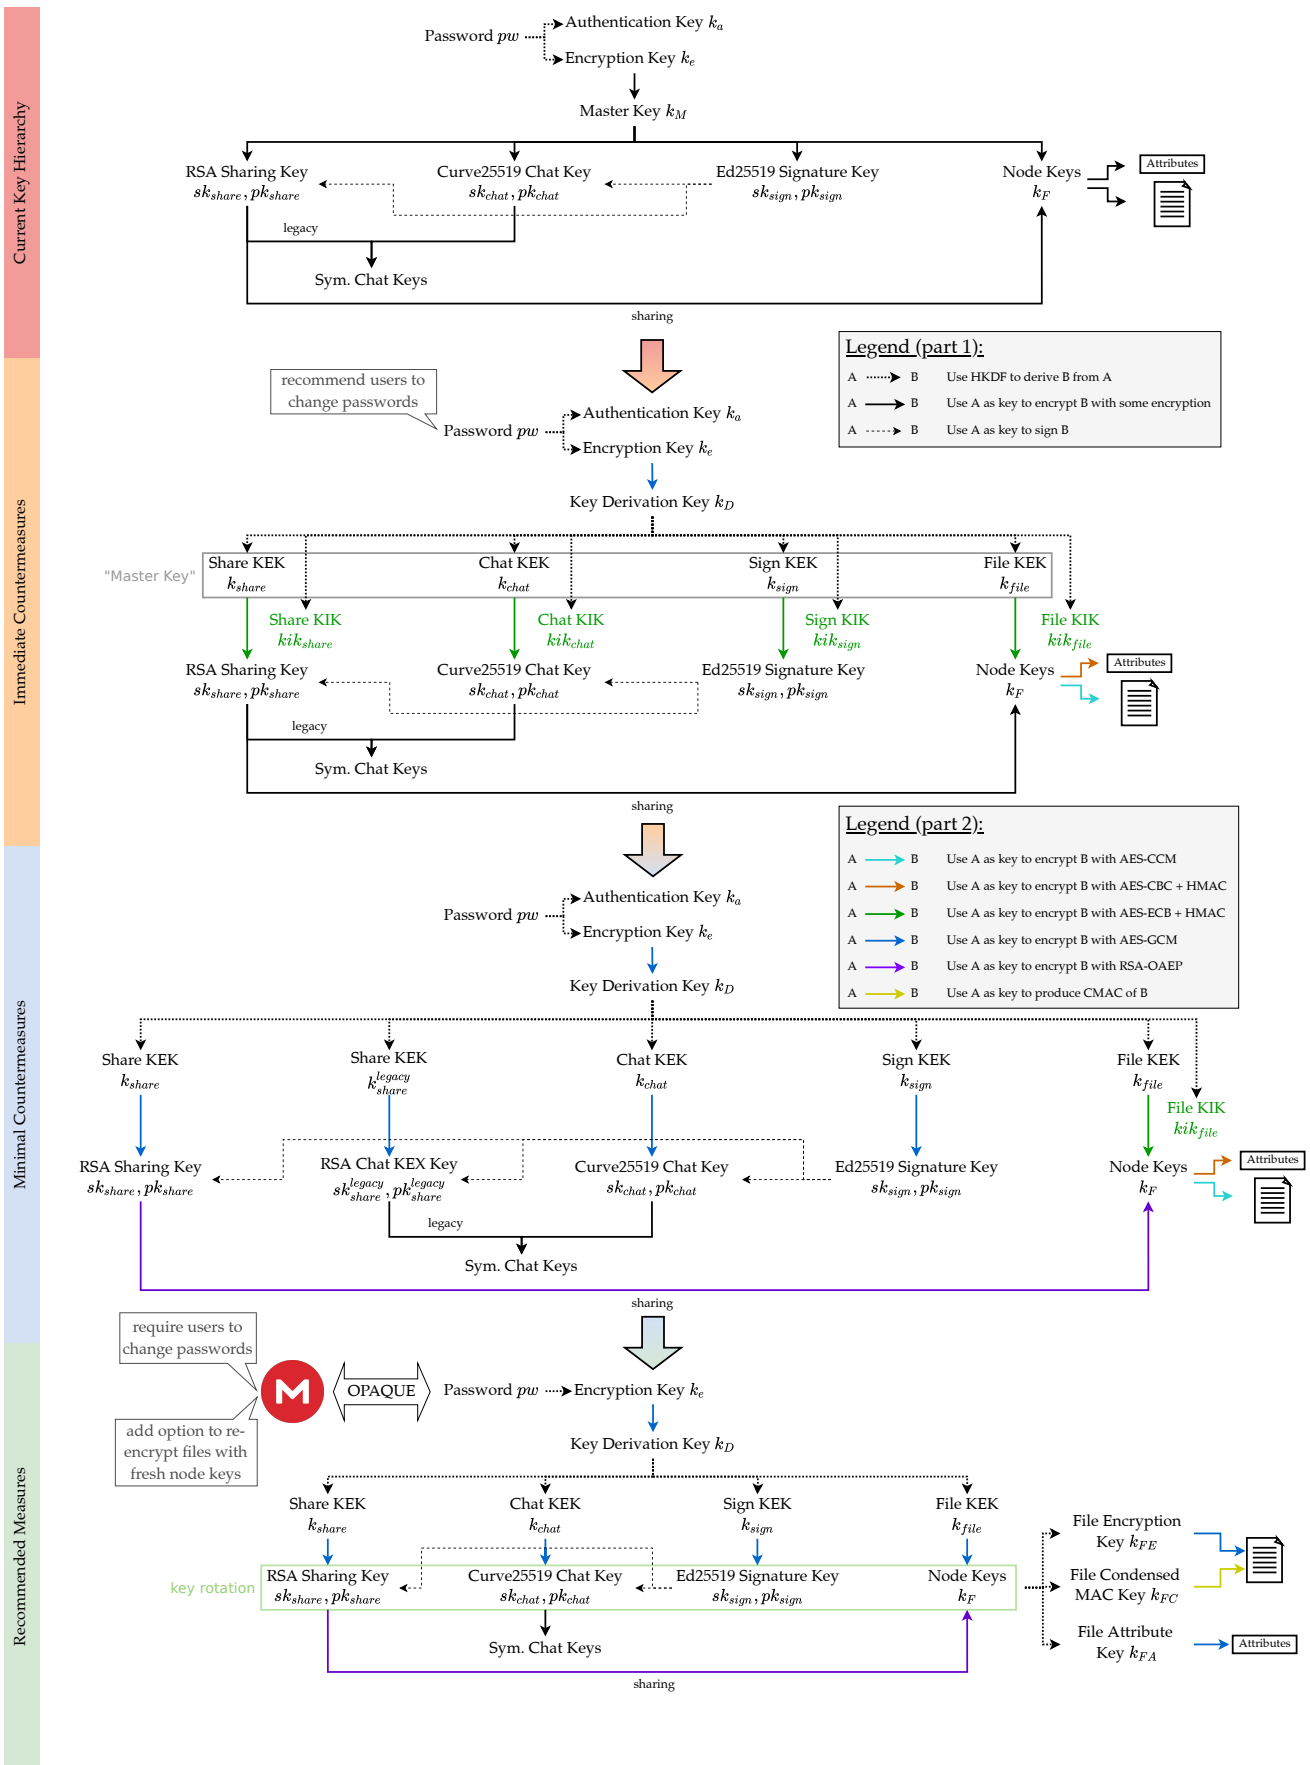 Current Key Hierarchy
Password pw
Authentication Key k_a
Encryption Key k_e
Master Key k_M
RSA Sharing Key
sk_share, pk_share
Curve25519 Chat Key
sk_chat, pk_chat
Ed25519 Signature Key
sk_sign, pk_sign
Node Keys
k_F
Attributes
legacy
Sym. Chat Keys
sharing
Legend (part 1):
A B Use HKDF to derive B from A
A B Use A as key to encrypt B with some encryption
A B Use A as key to sign B
Immediate Countermeasures
recommend users to
change passwords
Password pw
Authentication Key k_a
Encryption Key k_e
Key Derivation Key k_D
"Master Key"
Share KEK
k_share
Chat KEK
k_chat
Sign KEK
k_sign
File KEK
k_file
Share KIK
kik_share
Chat KIK
kik_chat
Sign KIK
kik_sign
File KIK
kik_file
RSA Sharing Key
sk_share, pk_share
Curve25519 Chat Key
sk_chat, pk_chat
Ed25519 Signature Key
sk_sign, pk_sign
Node Keys
k_F
Attributes
legacy
Sym. Chat Keys
sharing
Legend (part 2):
A B Use A as key to encrypt B with AES-CCM
A B Use A as key to encrypt B with AES-CBC + HMAC
A B Use A as key to encrypt B with AES-ECB + HMAC
A B Use A as key to encrypt B with AES-GCM
A B Use A as key to encrypt B with RSA-OAEP
A B Use A as key to produce CMAC of B
Minimal Countermeasures
Password pw
Authentication Key k_a
Encryption Key k_e
Key Derivation Key k_D
Share KEK
k_share
Share KEK
k_share^legacy
Chat KEK
k_chat
Sign KEK
k_sign
File KEK
k_file
File KIK
kik_file
RSA Sharing Key
sk_share, pk_share
RSA Chat KEX Key
sk_share^legacy, pk_share^legacy
Curve25519 Chat Key
sk_chat, pk_chat
Ed25519 Signature Key
sk_sign, pk_sign
Node Keys
k_F
Attributes
legacy
Sym. Chat Keys
sharing
Recommended Measures
require users to
change passwords
M
OPAQUE
add option to re-
encrypt files with
fresh node keys
Password pw
Encryption Key k_e
Key Derivation Key k_D
Share KEK
k_share
Chat KEK
k_chat
Sign KEK
k_sign
File KEK
k_file
key rotation
RSA Sharing Key
sk_share, pk_share
Curve25519 Chat Key
sk_chat, pk_chat
Ed25519 Signature Key
sk_sign, pk_sign
Node Keys
k_F
File Encryption
Key k_FE
File Condensed
MAC Key k_FC
File Attribute
Key k_FA
Attributes
Sym. Chat Keys
sharing